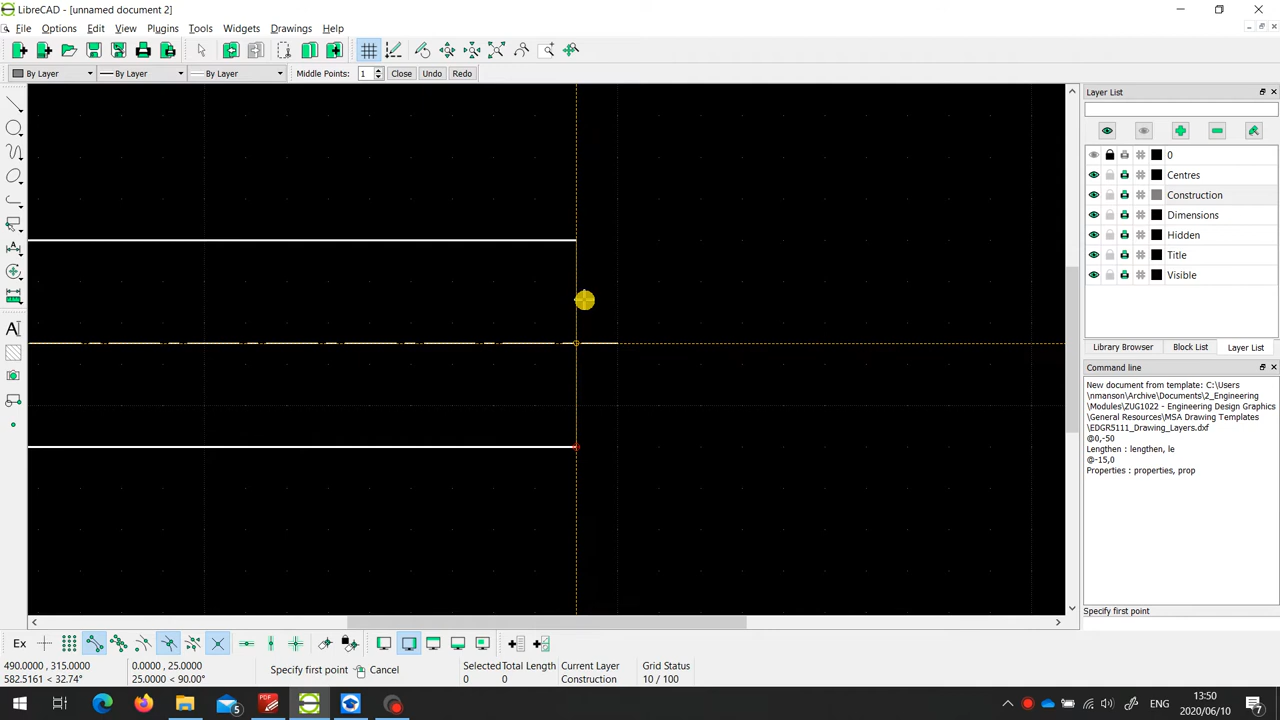 LibreCAD - [unnamed document 2]
File Options Edit View Plugins Tools Widgets Drawings Help
By Layer By Layer By Layer Middle Points: 1 Close Undo Redo
Layer List
0
Centres
Construction
Dimensions
Hidden
Title
Visible
Library Browser Block List Layer List
Command line
New document from template: C:\Users
\nmanson\Archive\Documents\2_Engineering
\Modules\ZUG1022 - Engineering Design Graphics
\General Resources\MSA Drawing Templates
\EDGR5111_Drawing_Layers.dxf
@0,-50
Lengthen : lengthen, le
@-15,0
Properties : properties, prop
Specify first point
Ex
490.0000 , 315.0000 0.0000 , 25.0000 Specify first point Cancel Selected Total Length Current Layer Grid Status
582.5161 < 32.74° 25.0000 < 90.00° 0 0 Construction 10 / 100
PDF 5 ENG 13:50
2020/06/10 7